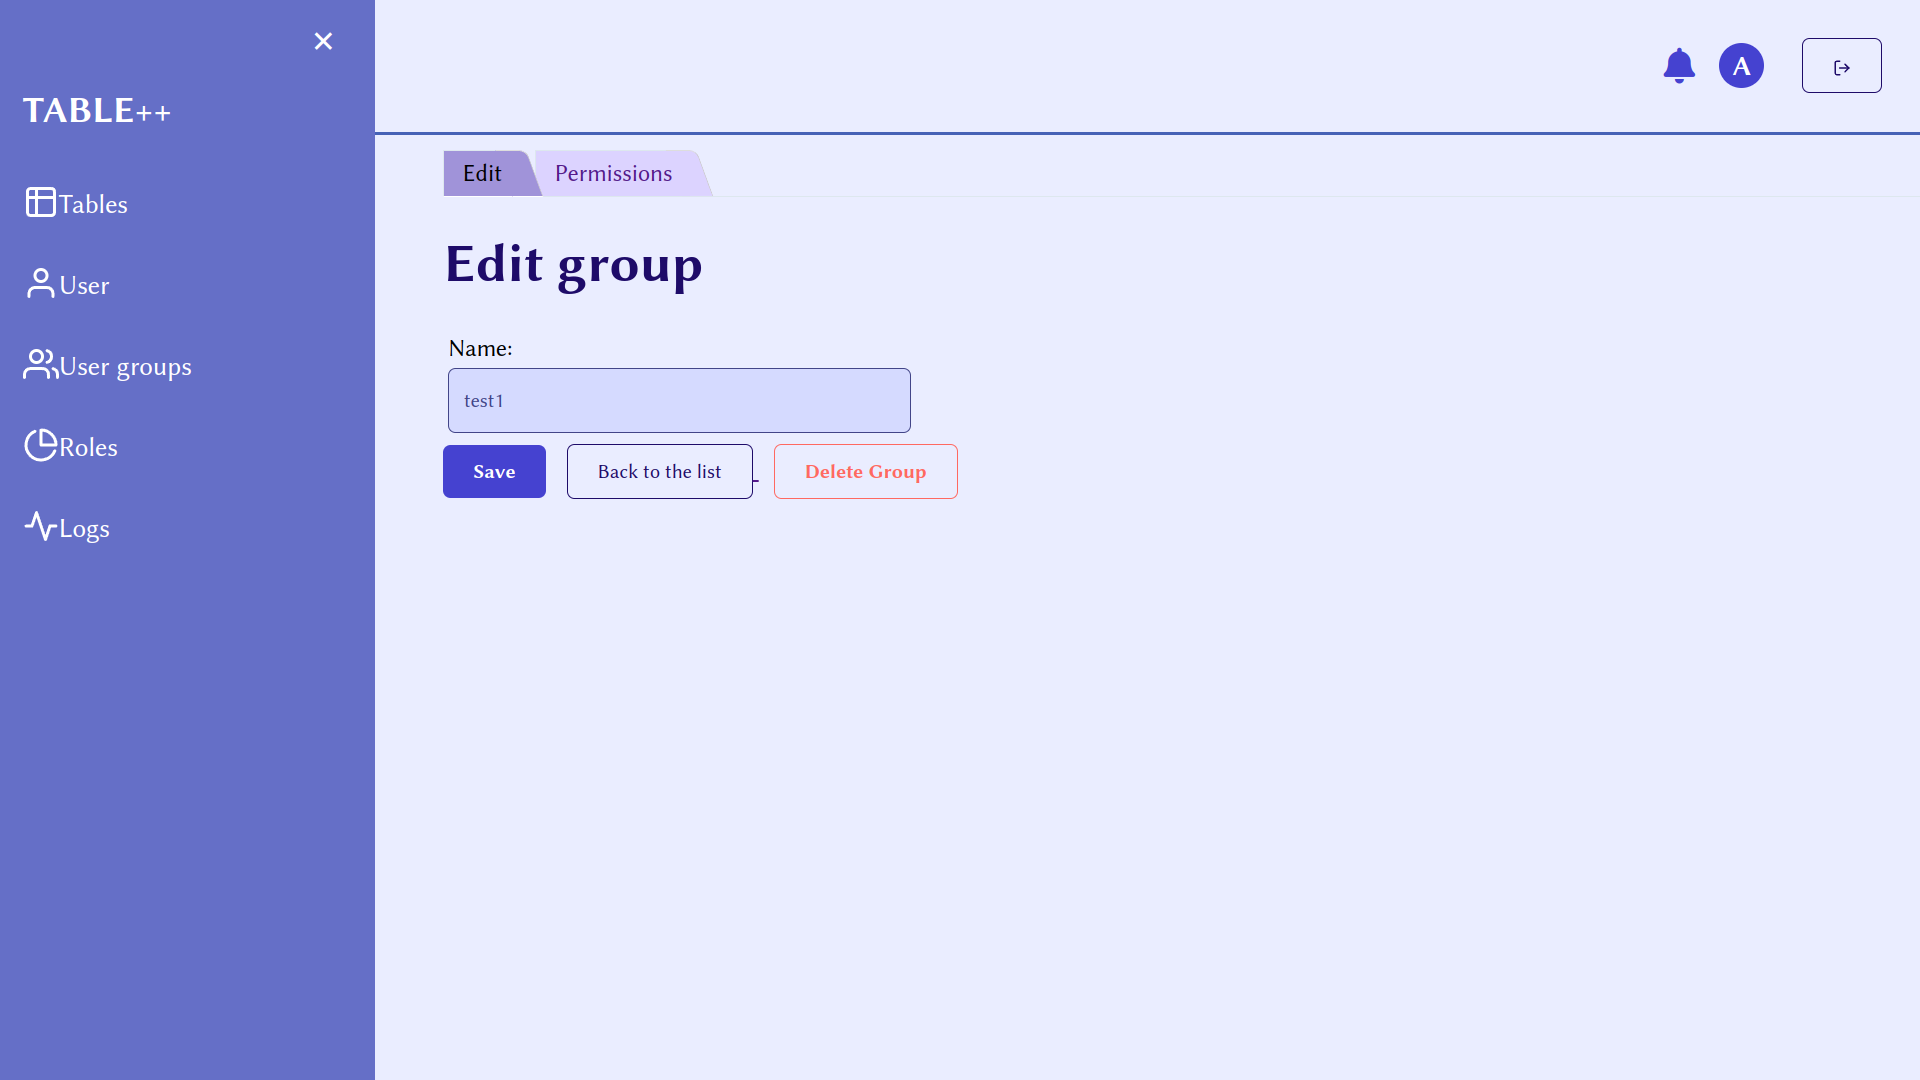 TABLE++
Tables
User
User groups
Roles
Logs
A
Edit
Permissions
Edit group
Name:
test1
Save
Back to the list
Delete Group